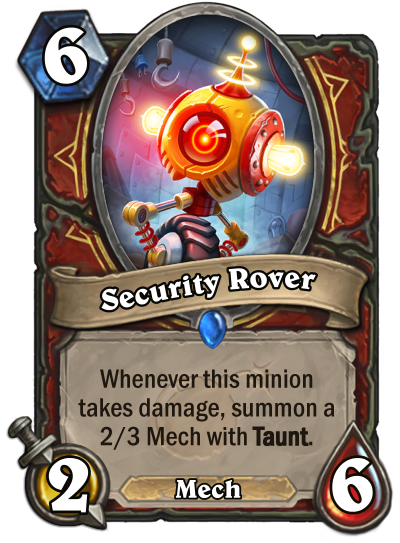 6
Security Rover
Whenever this minion
takes damage, summon a
2/3 Mech with Taunt.
2
Mech
6